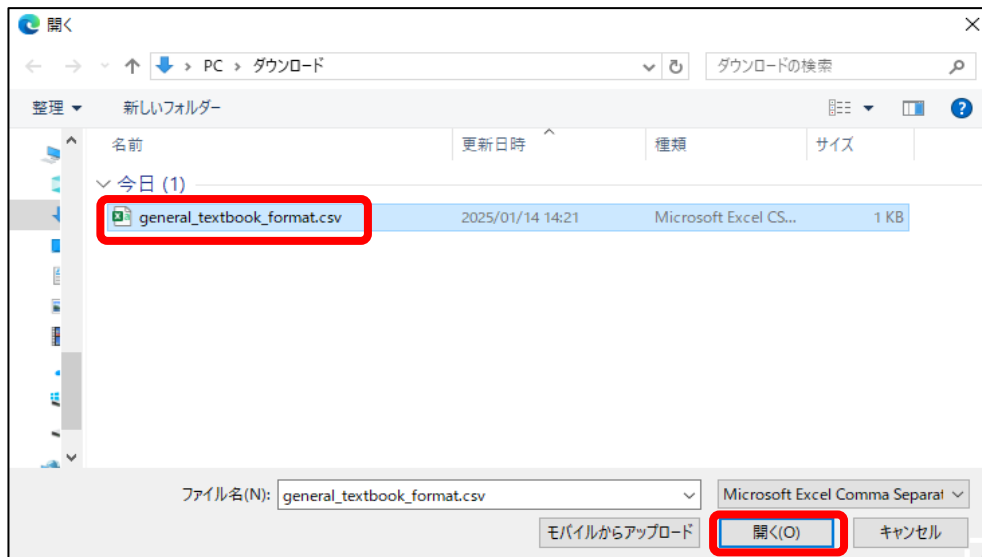 開く
PC › ダウンロード ダウンロードの検索
整理 新しいフォルダー
名前 更新日時 種類 サイズ
今日 (1)
general_textbook_format.csv 2025/01/14 14:21 Microsoft Excel CS... 1 KB
ファイル名(N): general_textbook_format.csv Microsoft Excel Comma Separat
モバイルからアップロード 開く(O) キャンセル